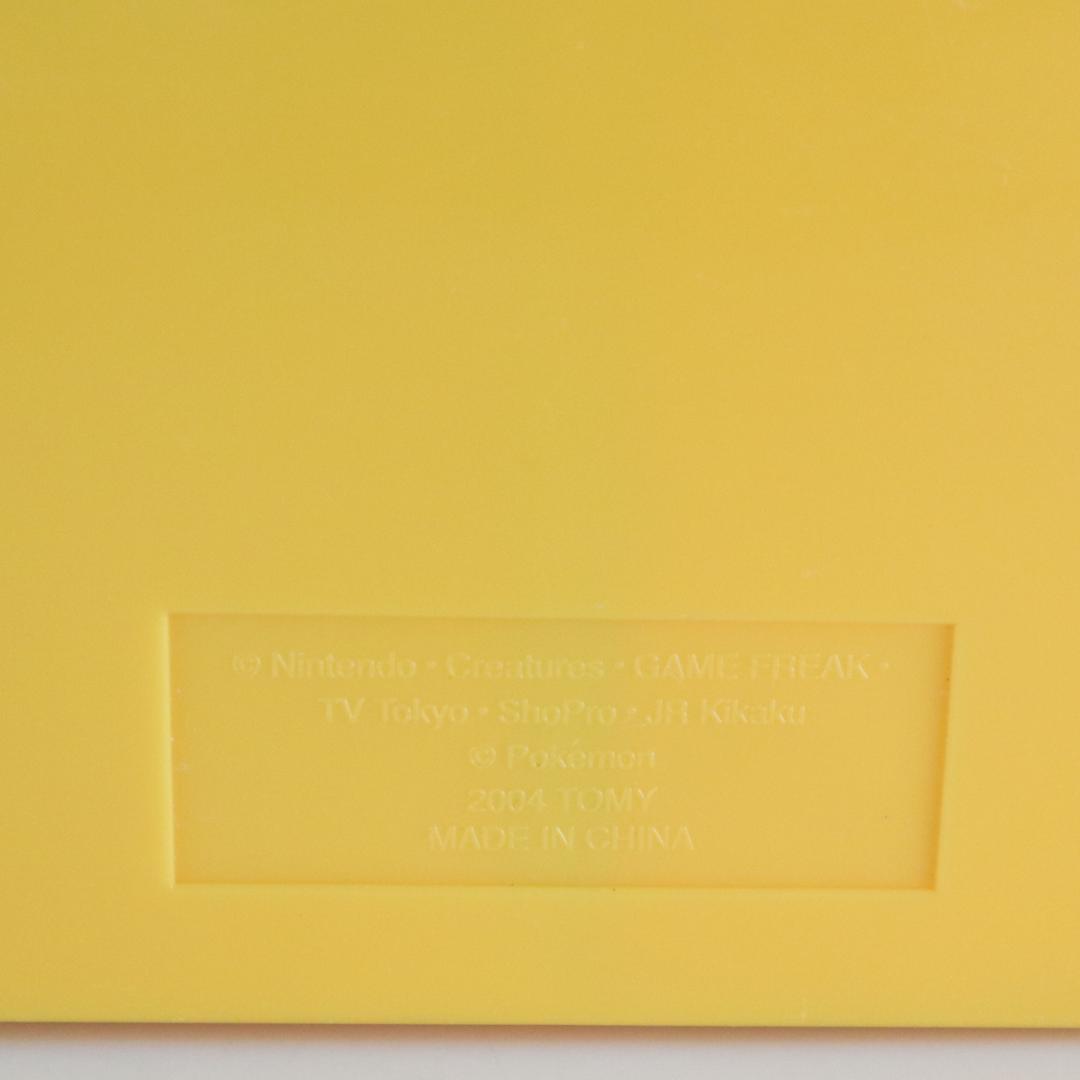 © Nintendo・Creatures・GAME FREAK・
TV Tokyo・ShoPro・JR Kikaku
© Pokémon
2004 TOMY
MADE IN CHINA